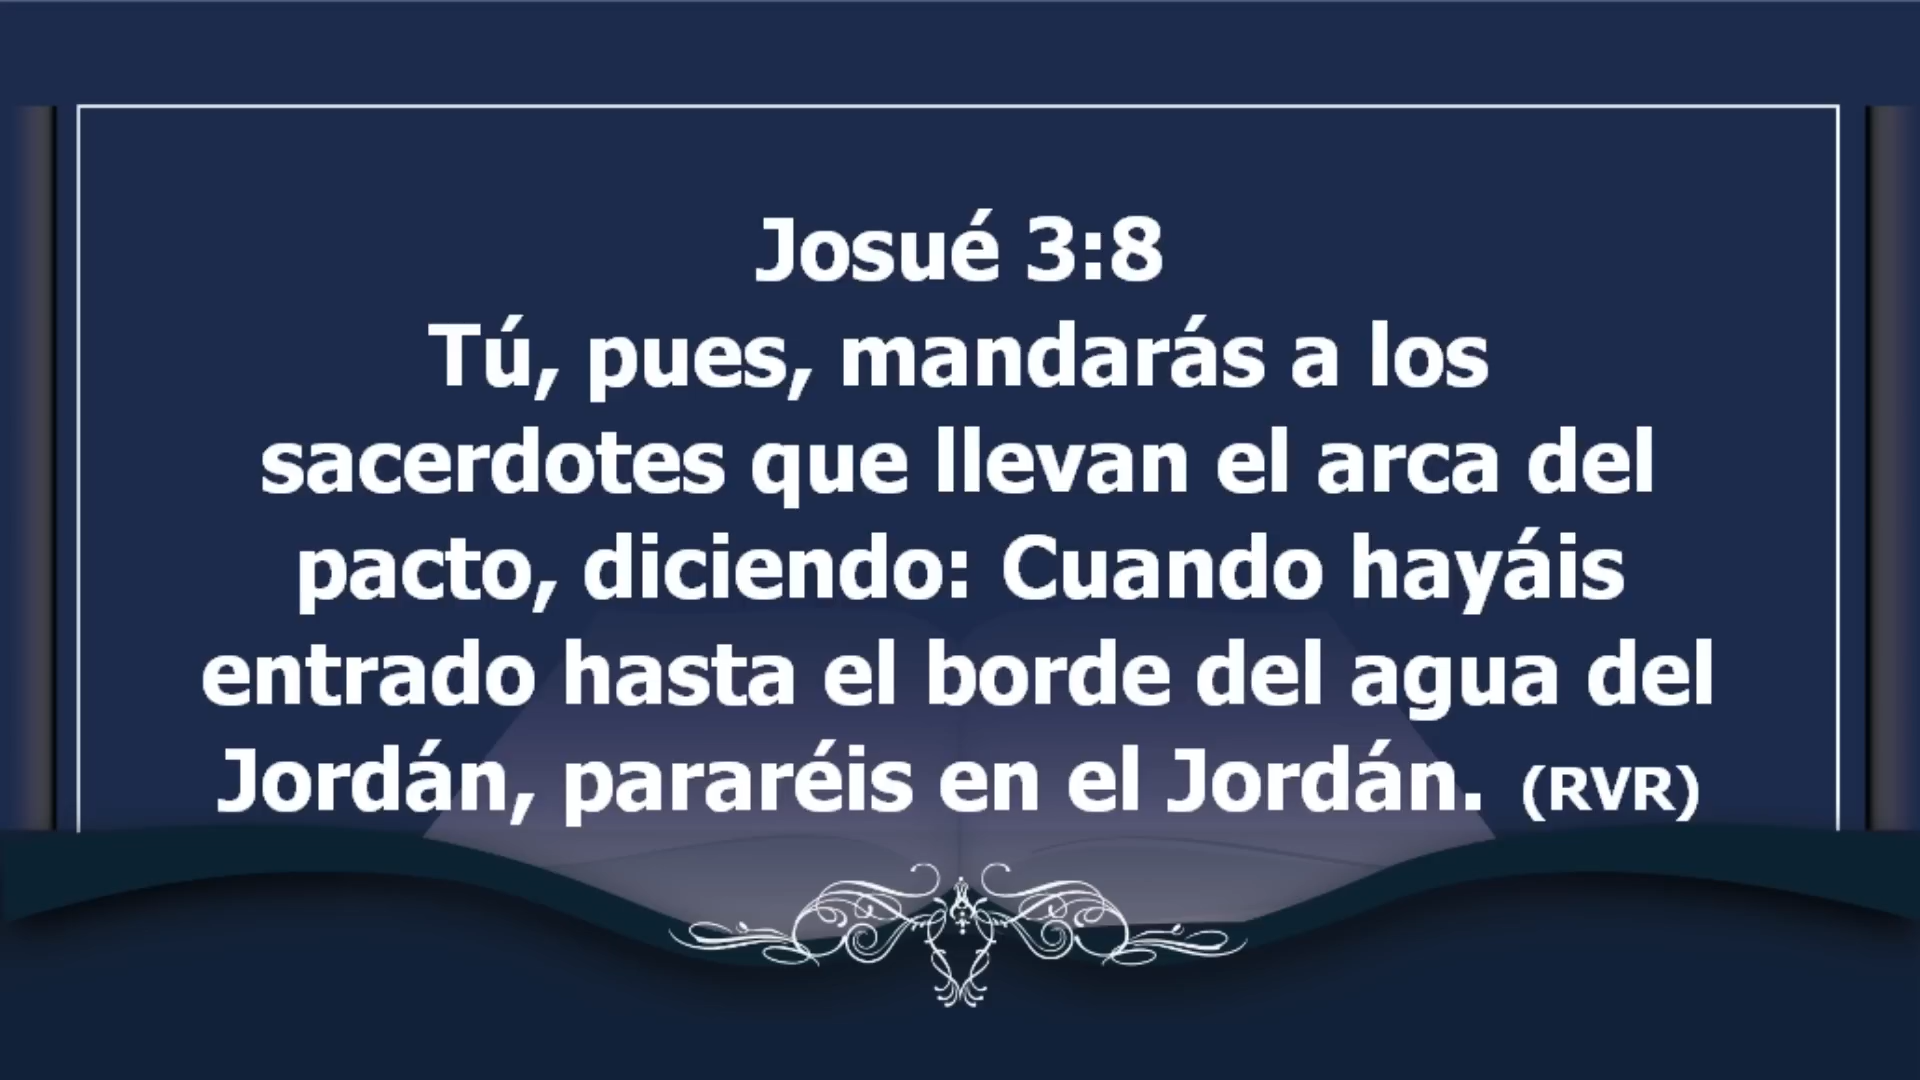 Josué 3:8
Tú, pues, mandarás a los
sacerdotes que llevan el arca del
pacto, diciendo: Cuando hayáis
entrado hasta el borde del agua del
Jordán, pararéis en el Jordán. (RVR)